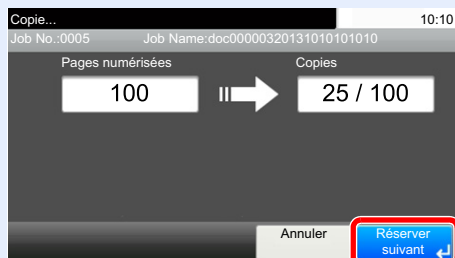 Copie... 10:10
Job No.:0005 Job Name:doc00000320131010101010
Pages numérisées Copies
100 25 / 100
Annuler Réserver
suivant